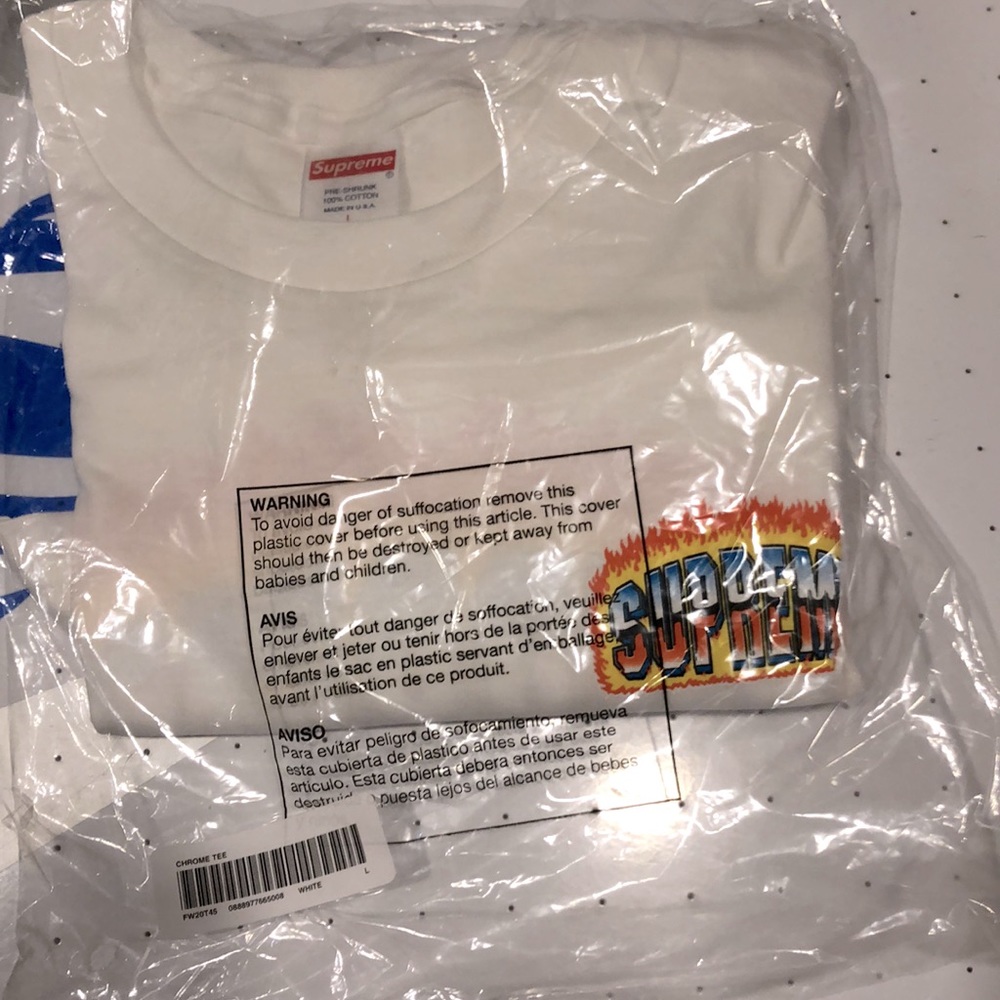 Supreme
®
PRE-SHRUNK
100% COTTON
MADE IN U.S.A.
L
WARNING
To avoid danger of suffocation remove this
plastic cover before using this article. This cover
should then be destroyed or kept away from
babies and children.
AVIS
Pour éviter tout danger de soffocation, veuillez
enlever et jeter ou tenir hors de la portée des
enfants le sac en plastic servant d'emballage
avant l'utilisation de ce produit.
SUPREM
AVISO
Para evitar peligro de sofocamiento, remueva
esta cubierta de plastico antes de usar este
articulo. Esta cubierta debera entonces ser
puesta lejos del alcance de bebes
CHROME TEE
L
FW20T45 0888977665008 WHITE